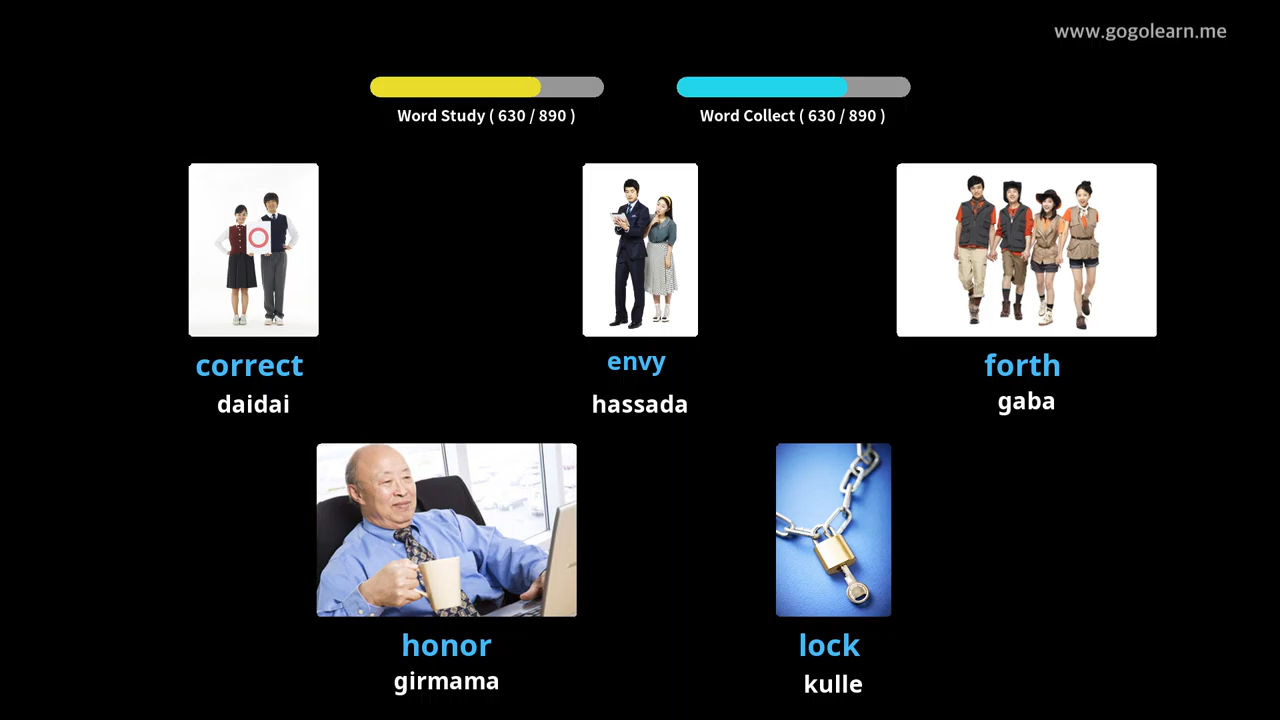 www.gogolearn.me
Word Study ( 630 / 890 )
Word Collect ( 630 / 890 )
correct
daidai
envy
hassada
forth
gaba
honor
girmama
lock
kulle